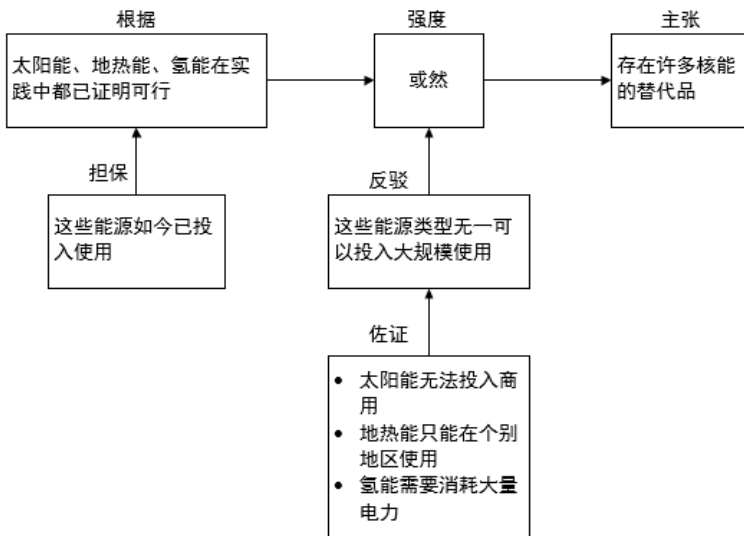 根据
强度
主张
太阳能、地热能、氢能在实
践中都已证明可行
或然
存在许多核能
的替代品
担保
反驳
这些能源如今已投
入使用
这些能源类型无一可
以投入大规模使用
佐证
• 太阳能无法投入商
用
• 地热能只能在个别
地区使用
• 氢能需要消耗大量
电力